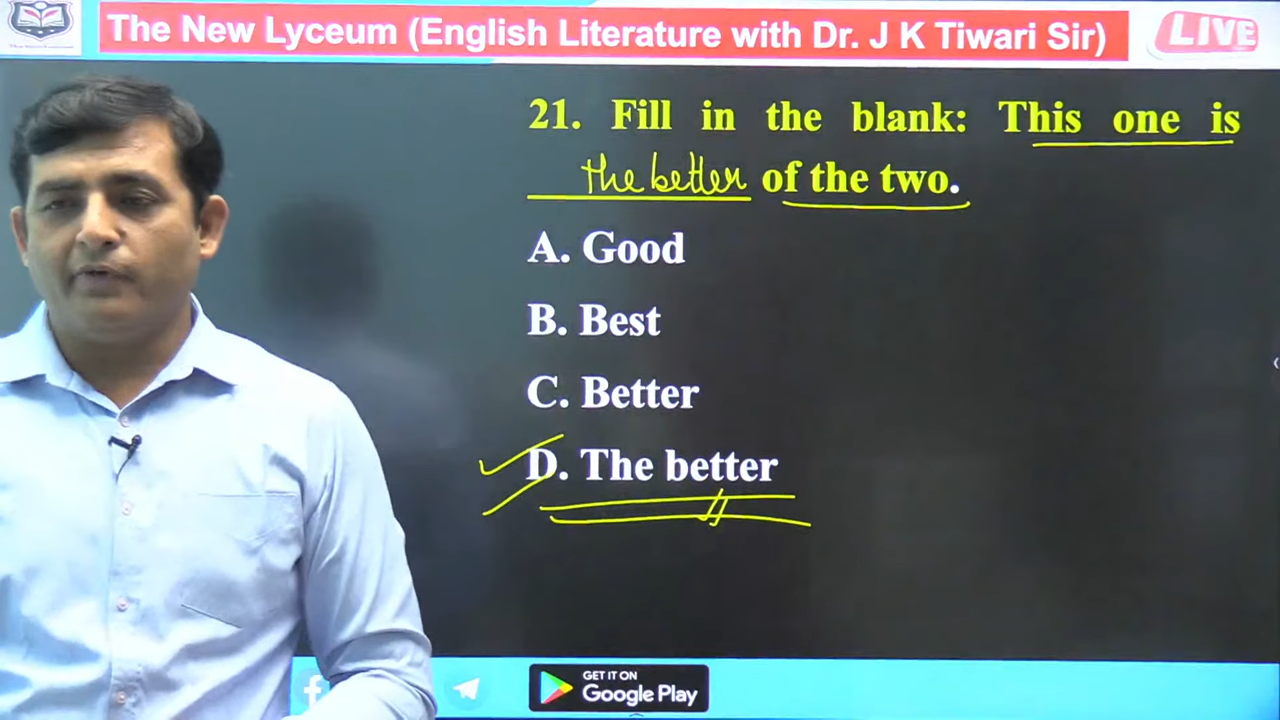 The New Lyceum (English Literature with Dr. J K Tiwari Sir)
LIVE
21. Fill in the blank: This one is
the better of the two.
A. Good
B. Best
C. Better
D. The better
GET IT ON
Google Play